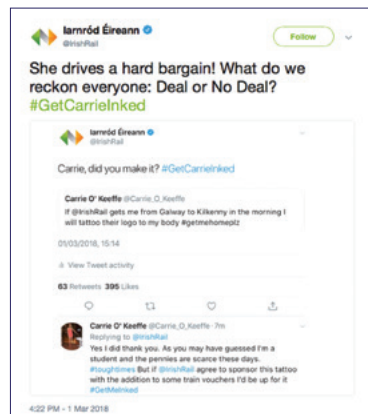 Iarnród Éireann
@IrishRail
Follow
She drives a hard bargain! What do we
reckon everyone: Deal or No Deal?
#GetCarrieInked
Iarnród Éireann
@IrishRail
Carrie, did you make it? #GetCarrieInked
Carrie O' Keeffe @Carrie_O_Keeffe
If @IrishRail gets me from Galway to Kilkenny in the morning I
will tattoo their logo to my body #getmehomeplz
01/03/2018, 15:14
View Tweet activity
63 Retweets 395 Likes
Carrie O' Keeffe @Carrie_O_Keeffe · 7m
Replying to @IrishRail
Yes I did thank you. As you may have guessed I'm a
student and the pennies are scarce these days.
#toughtimes But if @IrishRail agree to sponsor this tattoo
with the addition to some train vouchers I'd be up for it
#GetMeInked
4:22 PM - 1 Mar 2018